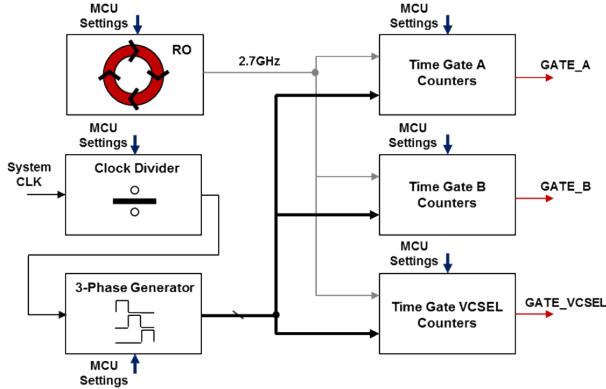 MCU
Settings
RO
2.7GHz
MCU
Settings
Time Gate A
Counters
GATE_A
MCU
Settings
System
CLK
Clock Divider
MCU
Settings
Time Gate B
Counters
GATE_B
3-Phase Generator
MCU
Settings
MCU
Settings
Time Gate VCSEL
Counters
GATE_VCSEL